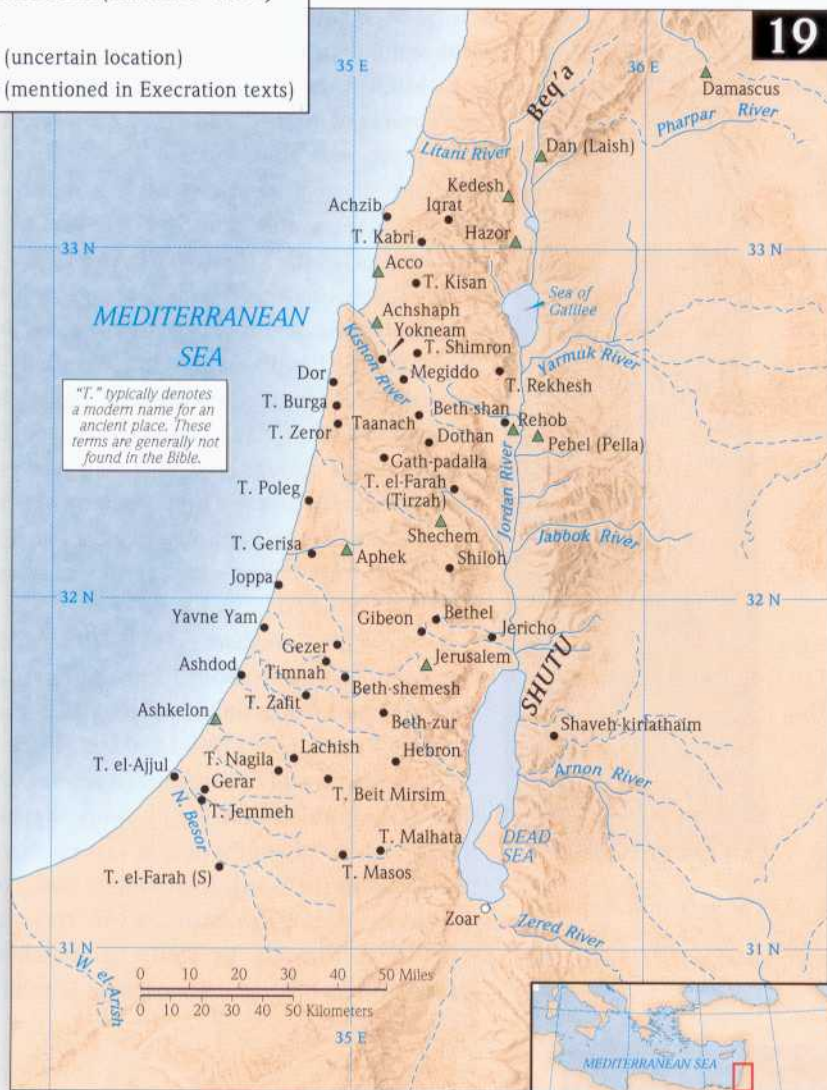 (uncertain location)
(mentioned in Execration texts)
19
35 E
36 E
Beq'a
Damascus
Pharpar River
Litani River
Dan (Laish)
Kedesh
Achzib
Iqrat
T. Kabri
Hazor
33 N
33 N
Acco
T. Kisan
MEDITERRANEAN
SEA
Sea of
Galilee
Achshaph
Yokneam
Kishon River
T. Shimron
Yarmuk River
Dor
Megiddo
T. Rekhesh
"T." typically denotes
a modern name for an
ancient place. These
terms are generally not
found in the Bible.
T. Burga
Beth-shan
Taanach
Rehob
T. Zeror
Dothan
Pehel (Pella)
Gath-padalla
T. el-Farah
(Tirzah)
T. Poleg
Jordan River
Shechem
Jabbok River
T. Gerisa
Aphek
Shiloh
Joppa
32 N
32 N
Yavne Yam
Gibeon
Bethel
Jericho
Gezer
Jerusalem
SHUTU
Ashdod
Timnah
Beth-shemesh
T. Zafit
Ashkelon
Beth-zur
Shaveh-kiriathaim
Lachish
Hebron
T. Nagila
T. el-Ajjul
Gerar
Arnon River
T. Beit Mirsim
T. Jemmeh
N. Besor
T. Malhata
DEAD
SEA
T. el-Farah (S)
T. Masos
Zoar
Zered River
31 N
31 N
W. el-Arish
0 10 20 30 40 50 Miles
0 10 20 30 40 50 Kilometers
35 E
MEDITERRANEAN SEA